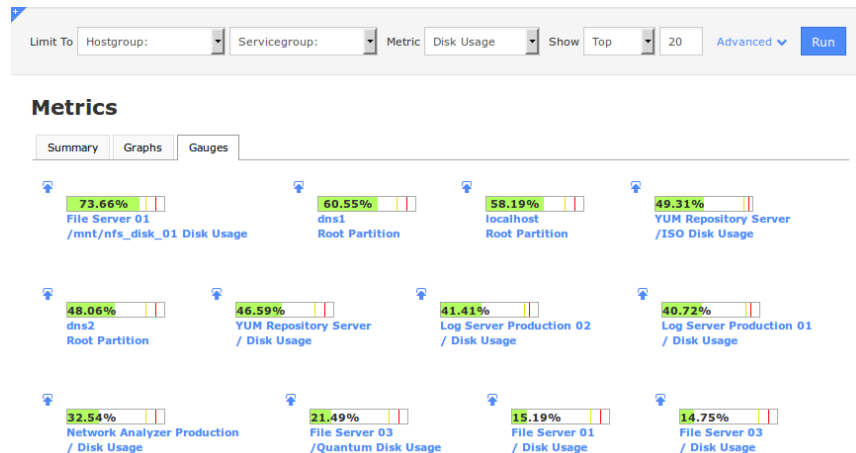 Limit To Hostgroup: Servicegroup: Metric Disk Usage Show Top 20 Advanced Run
Metrics
Summary Graphs Gauges
73.66% 60.55% 58.19% 49.31%
File Server 01 dns1 localhost YUM Repository Server
/mnt/nfs_disk_01 Disk Usage Root Partition Root Partition /ISO Disk Usage
48.06% 46.59% 41.41% 40.72%
dns2 YUM Repository Server Log Server Production 02 Log Server Production 01
Root Partition / Disk Usage / Disk Usage / Disk Usage
32.54% 21.49% 15.19% 14.75%
Network Analyzer Production File Server 03 File Server 01 File Server 03
/ Disk Usage /Quantum Disk Usage / Disk Usage / Disk Usage